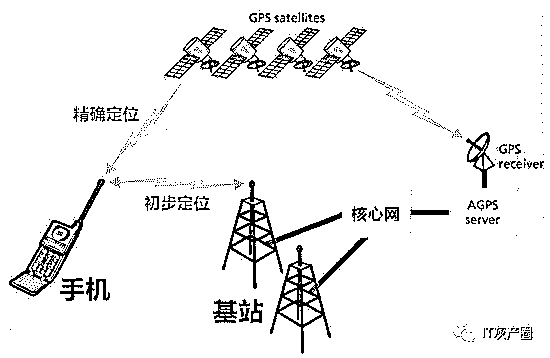 GPS satellites
精确定位
GPS
receiver
初步定位
核心网
AGPS
server
手机
基站
IT灰产圈